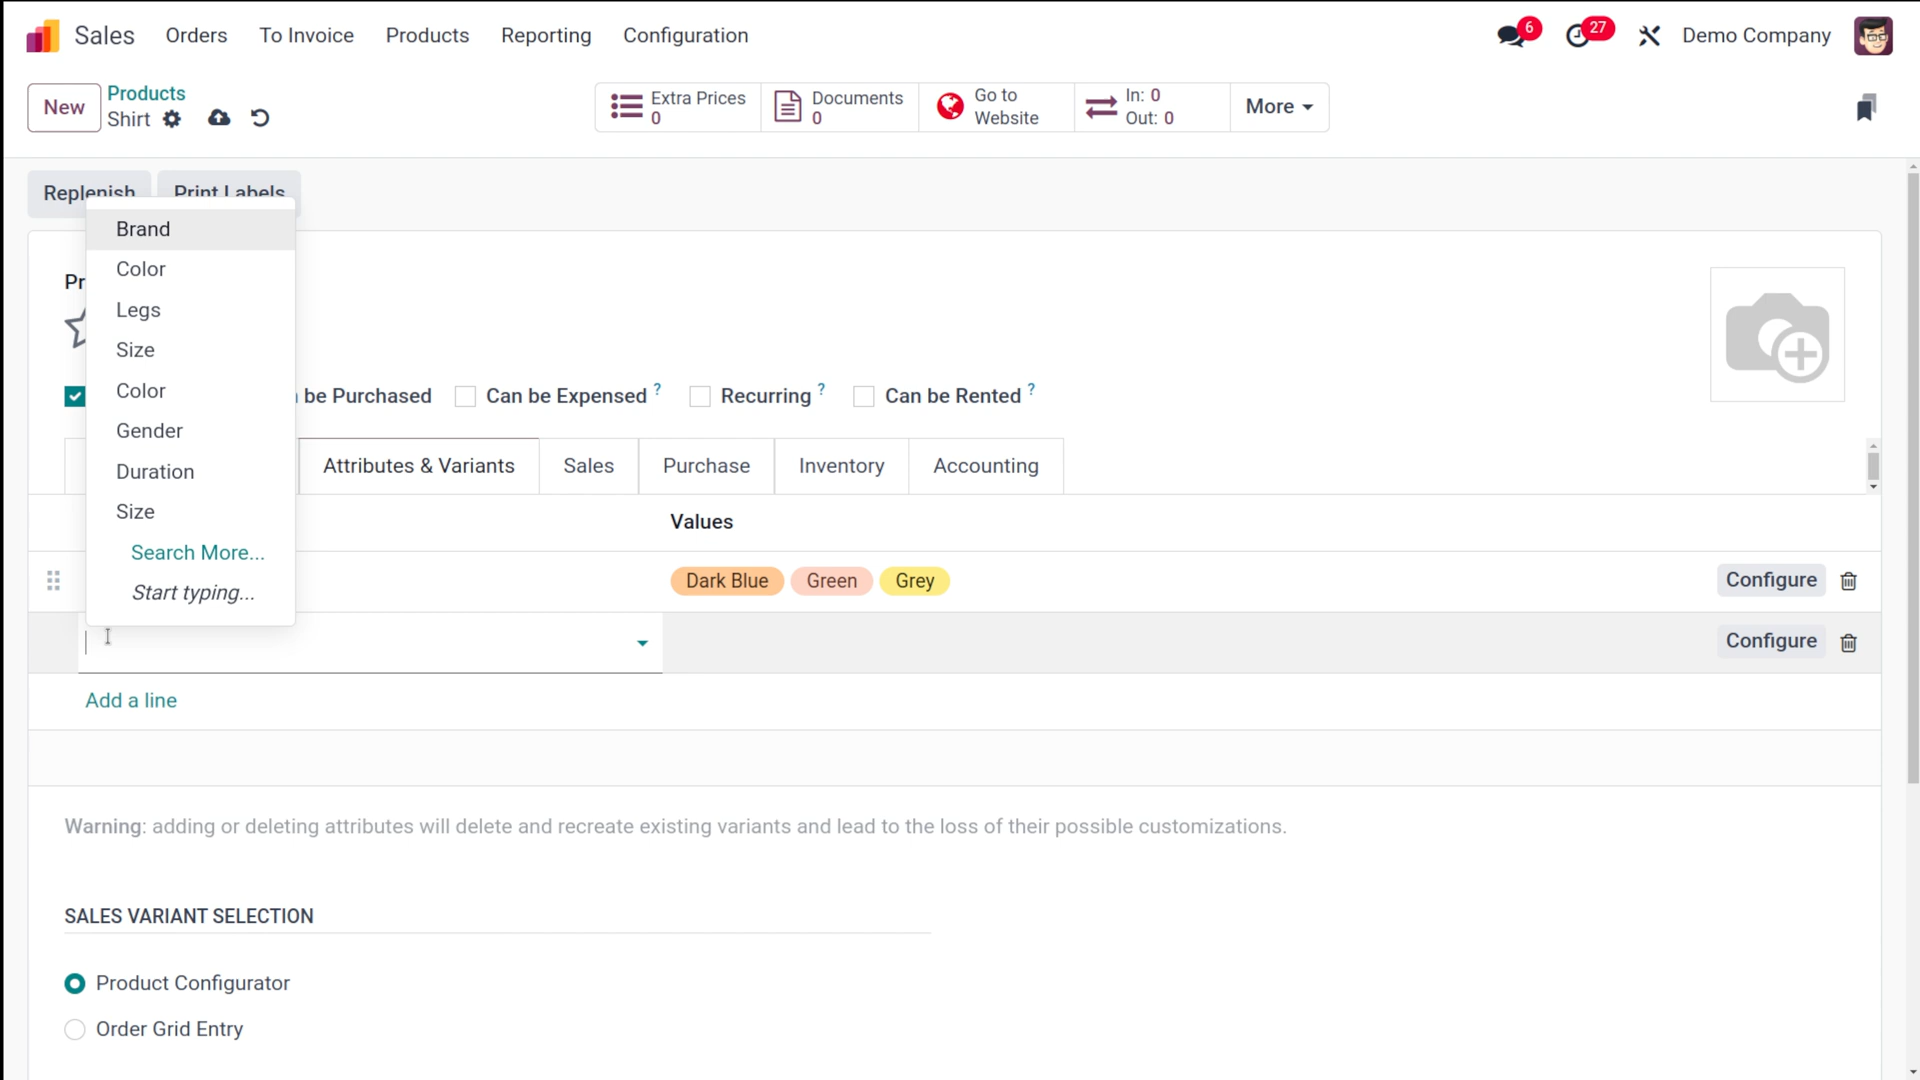 Sales Orders To Invoice Products Reporting Configuration 6 27 Demo Company
New Products
Shirt
Extra Prices
0
Documents
0
Go to
Website
In: 0
Out: 0
More
Replenish Print Labels
Brand
Color
Legs
Size
Color
Gender
Duration
Size
Search More...
Start typing...
Pr
be Purchased Can be Expensed ? Recurring ? Can be Rented ?
Attributes & Variants Sales Purchase Inventory Accounting
Values
Dark Blue Green Grey Configure
Configure
Add a line
Warning: adding or deleting attributes will delete and recreate existing variants and lead to the loss of their possible customizations.
SALES VARIANT SELECTION
Product Configurator
Order Grid Entry